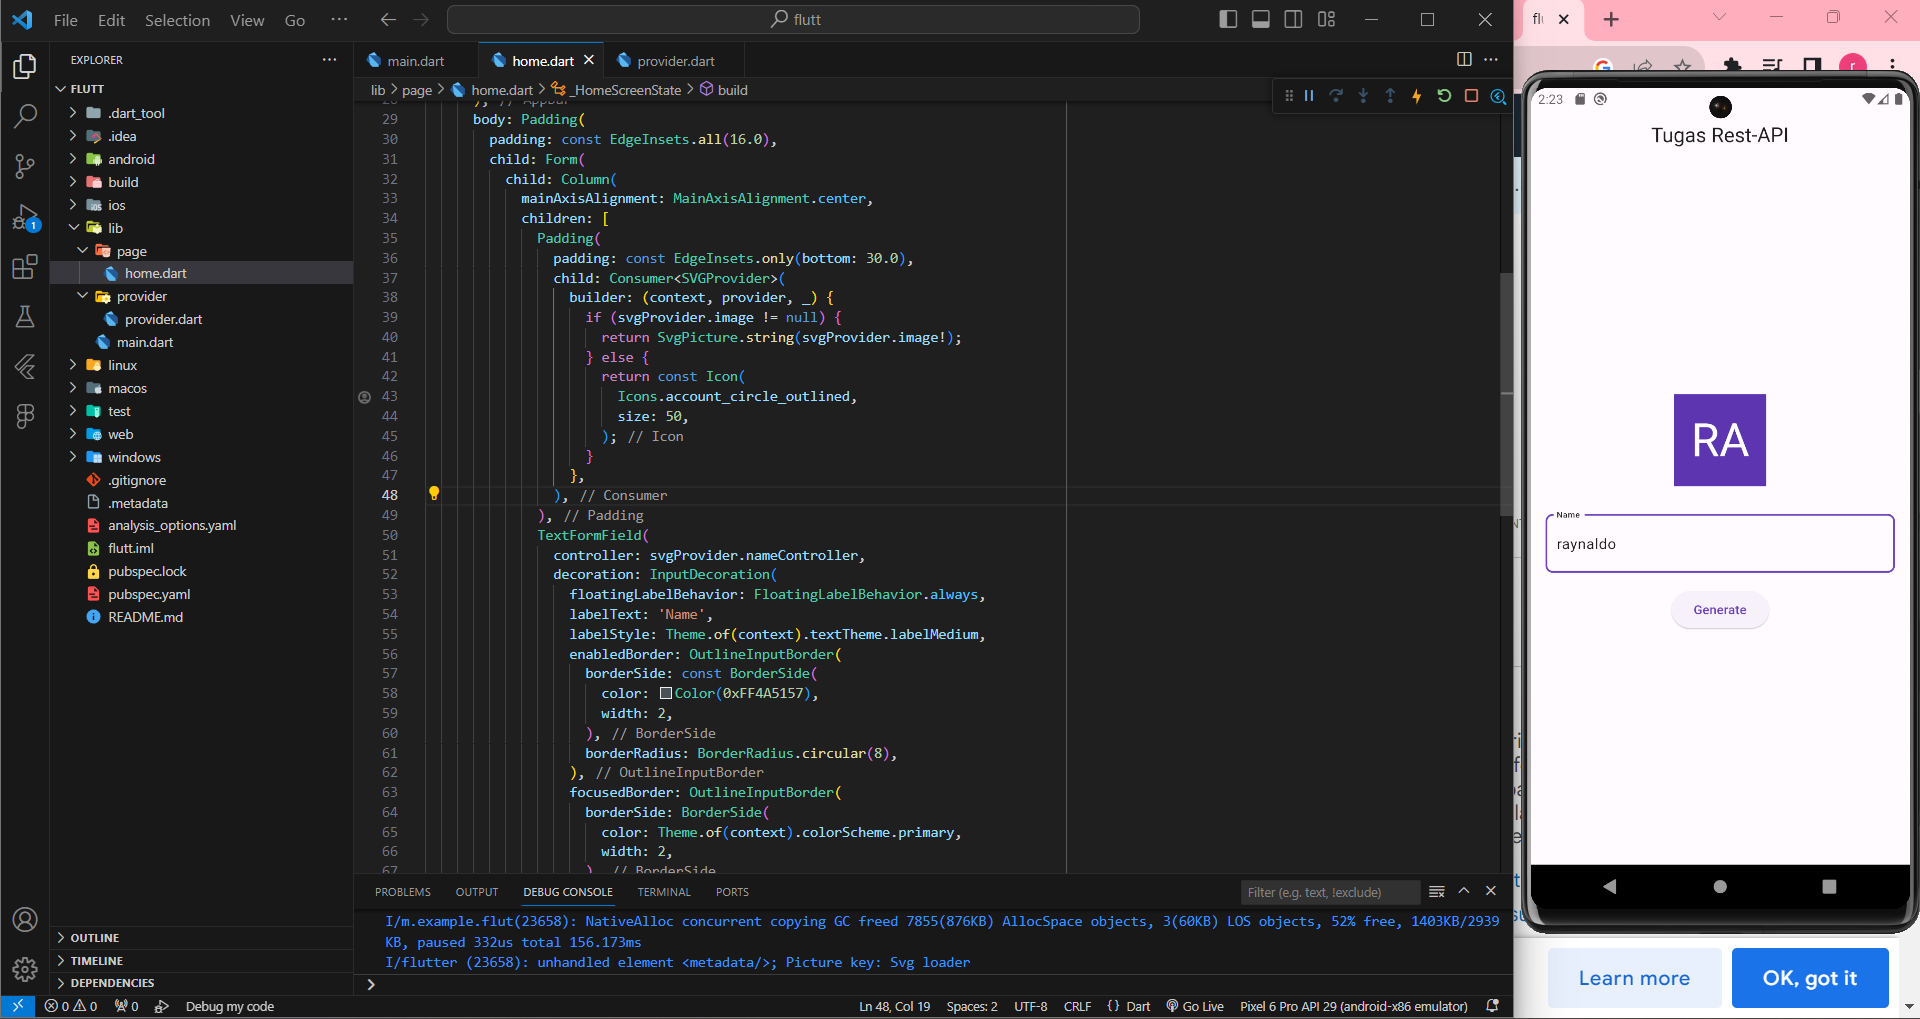 File Edit Selection View Go ···
flutt
EXPLORER
FLUTT
.dart_tool
.idea
android
build
ios
lib
page
home.dart
provider
provider.dart
main.dart
linux
macos
test
web
windows
.gitignore
.metadata
analysis_options.yaml
flutt.iml
pubspec.lock
pubspec.yaml
README.md
OUTLINE
TIMELINE
DEPENDENCIES
main.dart home.dart provider.dart
lib > page > home.dart > _HomeScreenState > build
28 ), // AppBar
29 body: Padding(
30 padding: const EdgeInsets.all(16.0),
31 child: Form(
32 child: Column(
33 mainAxisAlignment: MainAxisAlignment.center,
34 children: [
35 Padding(
36 padding: const EdgeInsets.only(bottom: 30.0),
37 child: Consumer<SVGProvider>(
38 builder: (context, provider, _) {
39 if (svgProvider.image != null) {
40 return SvgPicture.string(svgProvider.image!);
41 } else {
42 return const Icon(
43 Icons.account_circle_outlined,
44 size: 50,
45 ); // Icon
46 }
47 },
48 ), // Consumer
49 ), // Padding
50 TextFormField(
51 controller: svgProvider.nameController,
52 decoration: InputDecoration(
53 floatingLabelBehavior: FloatingLabelBehavior.always,
54 labelText: 'Name',
55 labelStyle: Theme.of(context).textTheme.labelMedium,
56 enabledBorder: OutlineInputBorder(
57 borderSide: const BorderSide(
58 color: Color(0xFF4A5157),
59 width: 2,
60 ), // BorderSide
61 borderRadius: BorderRadius.circular(8),
62 ), // OutlineInputBorder
63 focusedBorder: OutlineInputBorder(
64 borderSide: BorderSide(
65 color: Theme.of(context).colorScheme.primary,
66 width: 2,
67 ), // BorderSide
PROBLEMS OUTPUT DEBUG CONSOLE TERMINAL PORTS
Filter (e.g. text, !exclude)
I/m.example.flut(23658): NativeAlloc concurrent copying GC freed 7855(876KB) AllocSpace objects, 3(60KB) LOS objects, 52% free, 1403KB/2939
KB, paused 332us total 156.173ms
I/flutter (23658): unhandled element <metadata/>; Picture key: Svg loader
0 0 0 Debug my code
Ln 48, Col 19 Spaces: 2 UTF-8 CRLF {} Dart Go Live Pixel 6 Pro API 29 (android-x86 emulator)
1
2:23
Tugas Rest-API
RA
Name
raynaldo
Generate
Learn more
OK, got it